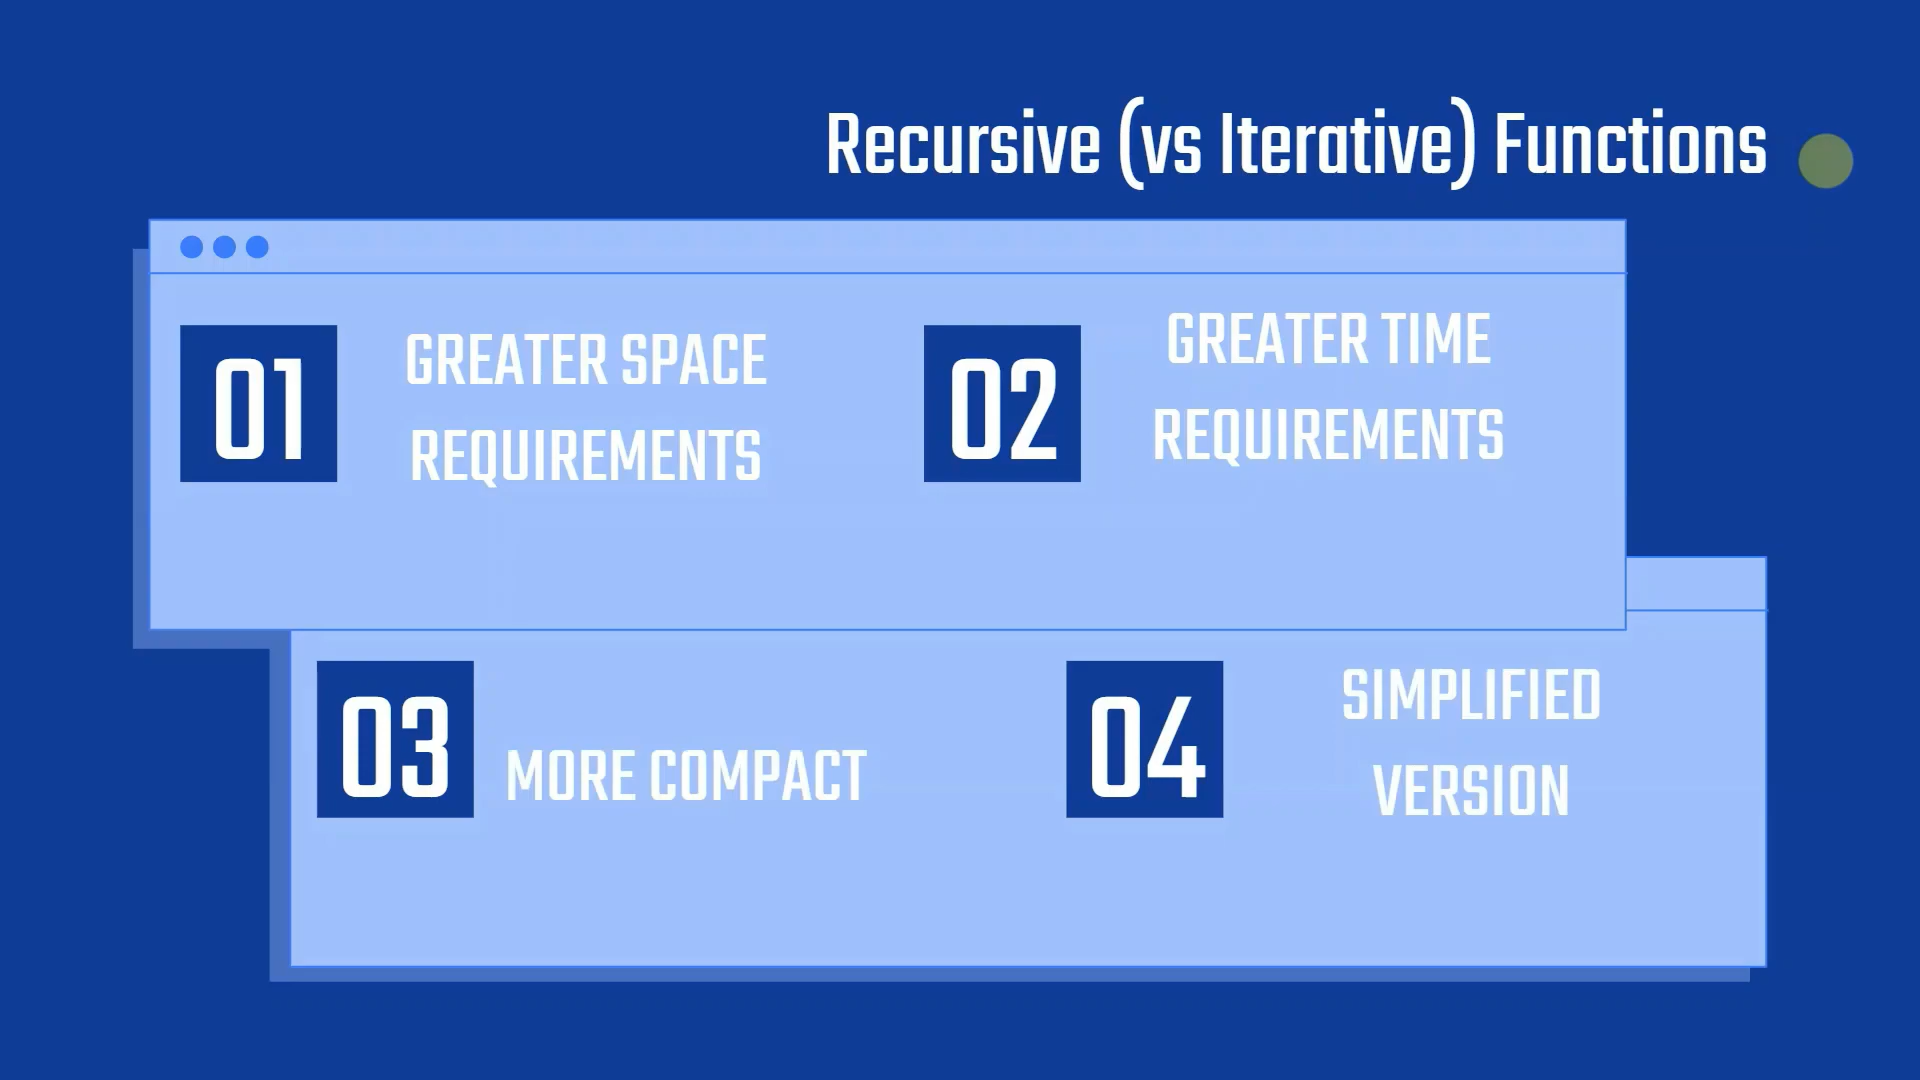 Recursive (vs Iterative) Functions
01
GREATER SPACE
REQUIREMENTS
02
GREATER TIME
REQUIREMENTS
03
MORE COMPACT
04
SIMPLIFIED
VERSION